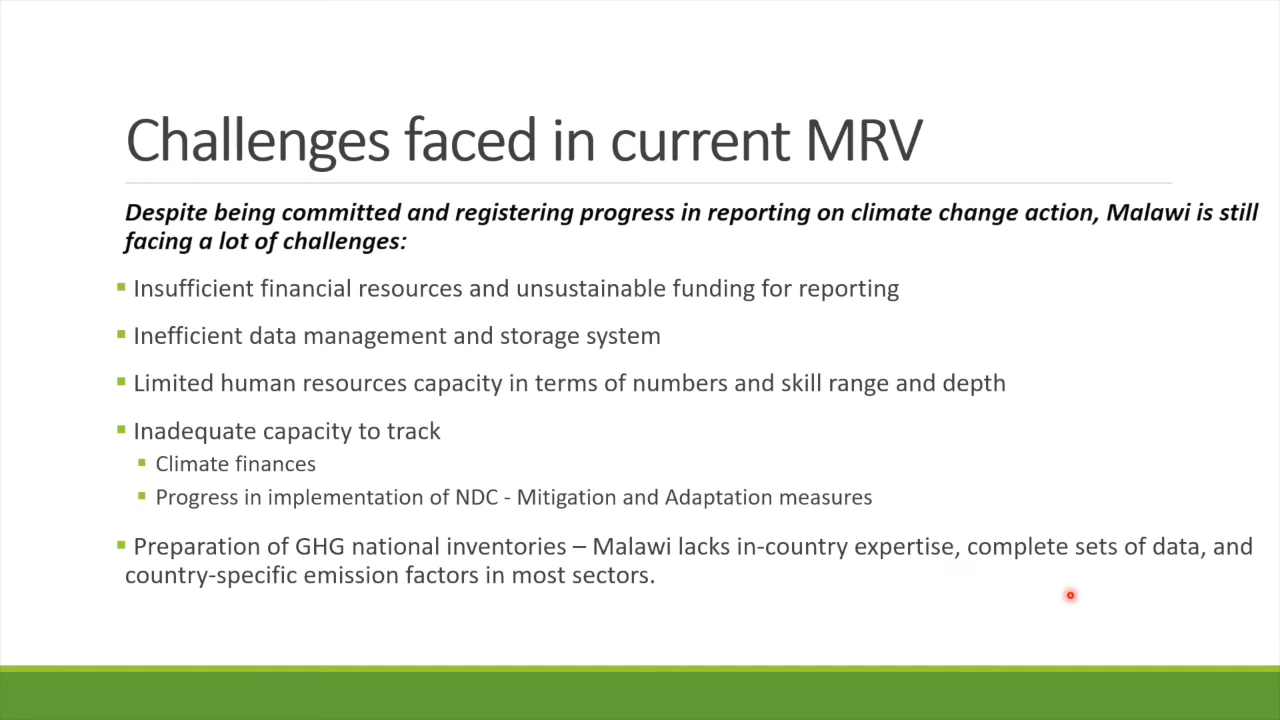 Challenges faced in current MRV
Despite being committed and registering progress in reporting on climate change action, Malawi is still
facing a lot of challenges:
Insufficient financial resources and unsustainable funding for reporting
Inefficient data management and storage system
Limited human resources capacity in terms of numbers and skill range and depth
Inadequate capacity to track
Climate finances
Progress in implementation of NDC - Mitigation and Adaptation measures
Preparation of GHG national inventories – Malawi lacks in-country expertise, complete sets of data, and
country-specific emission factors in most sectors.